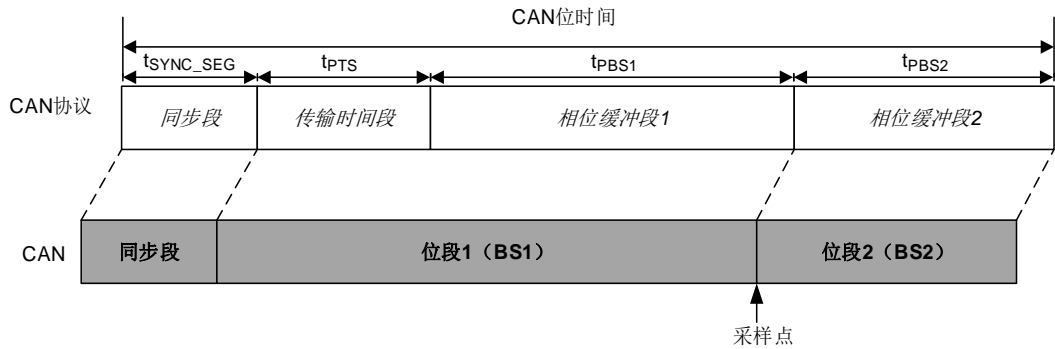 CAN位时间
tSYNC_SEG tPTS tPBS1 tPBS2
CAN协议 同步段 传输时间段 相位缓冲段1 相位缓冲段2
CAN 同步段 位段1（BS1） 位段2（BS2）
采样点